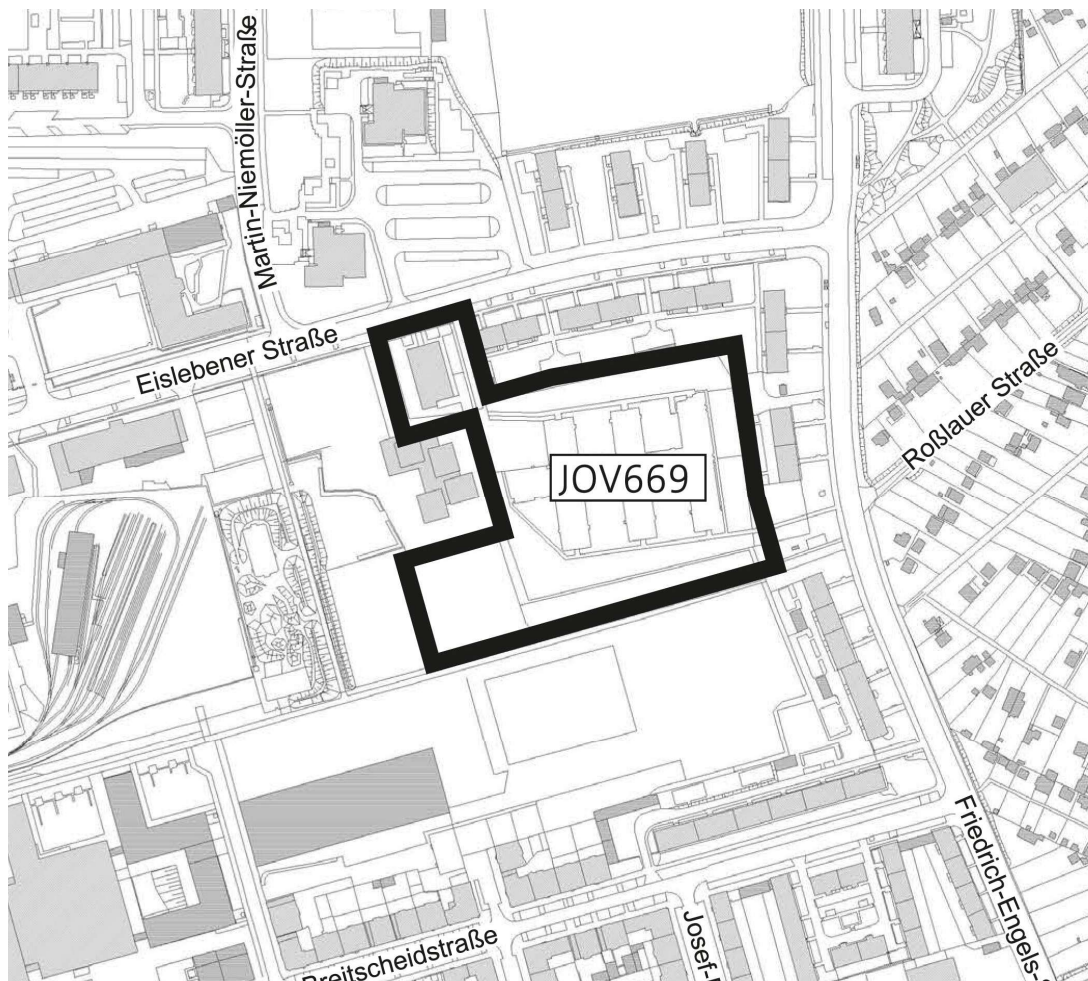 Martin-Niemöller-Straße
Eislebener Straße
Roßlauer Straße
JOV669
Friedrich-Engels-
Breitscheidstraße
Josef-